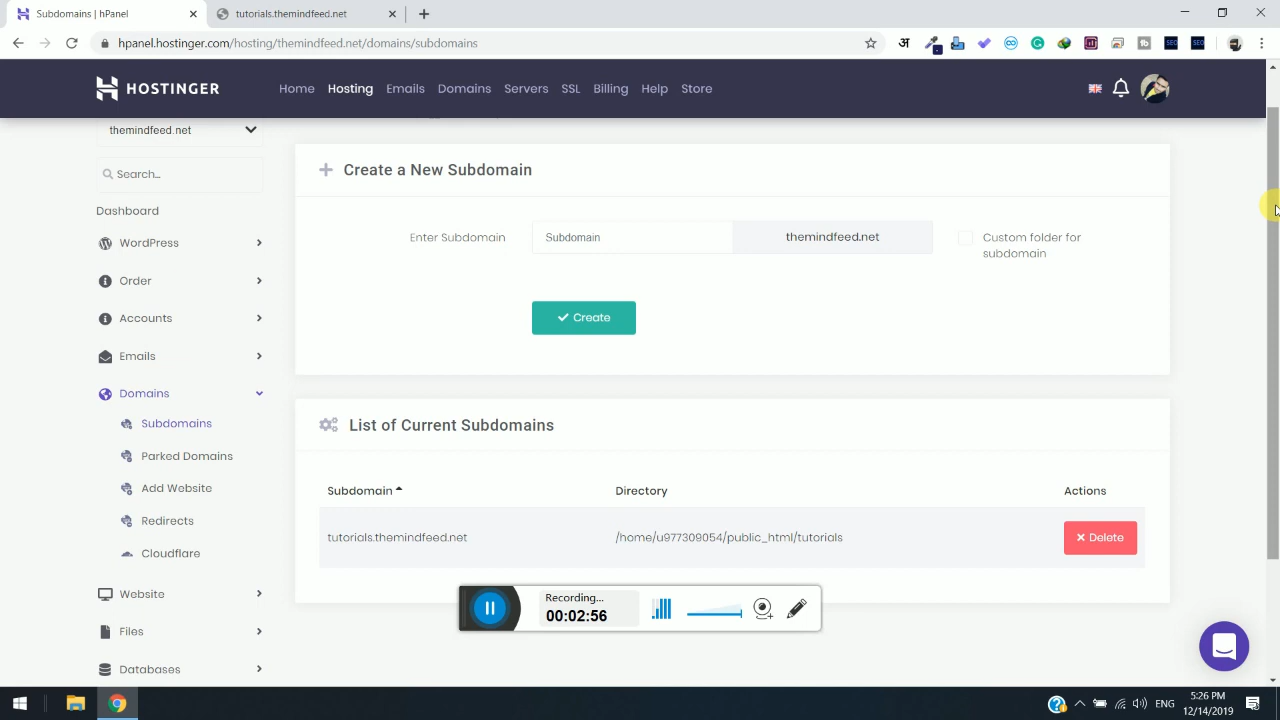 Subdomains | hPanel
tutorials.themindfeed.net
hpanel.hostinger.com/hosting/themindfeed.net/domains/subdomains
HOSTINGER
Home Hosting Emails Domains Servers SSL Billing Help Store
themindfeed.net
Search...
Dashboard
WordPress
Order
Accounts
Emails
Domains
Subdomains
Parked Domains
Add Website
Redirects
Cloudflare
Website
Files
Databases
Create a New Subdomain
Enter Subdomain Subdomain themindfeed.net Custom folder for
subdomain
Create
List of Current Subdomains
Subdomain Directory Actions
tutorials.themindfeed.net /home/u977309054/public_html/tutorials Delete
Recording...
00:02:56
ENG
5:26 PM
12/14/2019